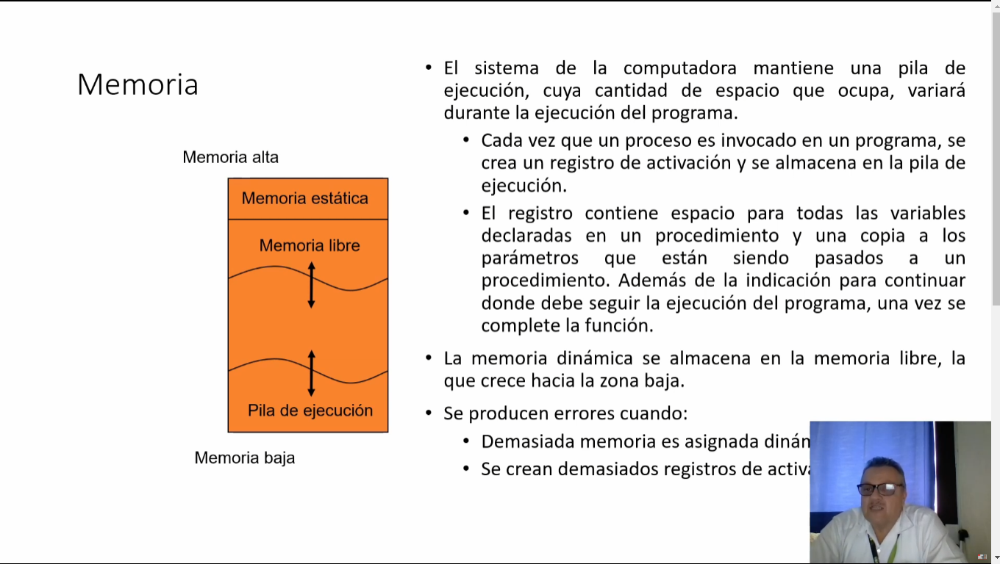 Memoria
Memoria alta
Memoria estática
Memoria libre
Pila de ejecución
Memoria baja
• El sistema de la computadora mantiene una pila de
ejecución, cuya cantidad de espacio que ocupa, variará
durante la ejecución del programa.
• Cada vez que un proceso es invocado en un programa, se
crea un registro de activación y se almacena en la pila de
ejecución.
• El registro contiene espacio para todas las variables
declaradas en un procedimiento y una copia a los
parámetros que están siendo pasados a un
procedimiento. Además de la indicación para continuar
donde debe seguir la ejecución del programa, una vez se
complete la función.
• La memoria dinámica se almacena en la memoria libre, la
que crece hacia la zona baja.
• Se producen errores cuando:
• Demasiada memoria es asignada
• Se crean demasiados registros de